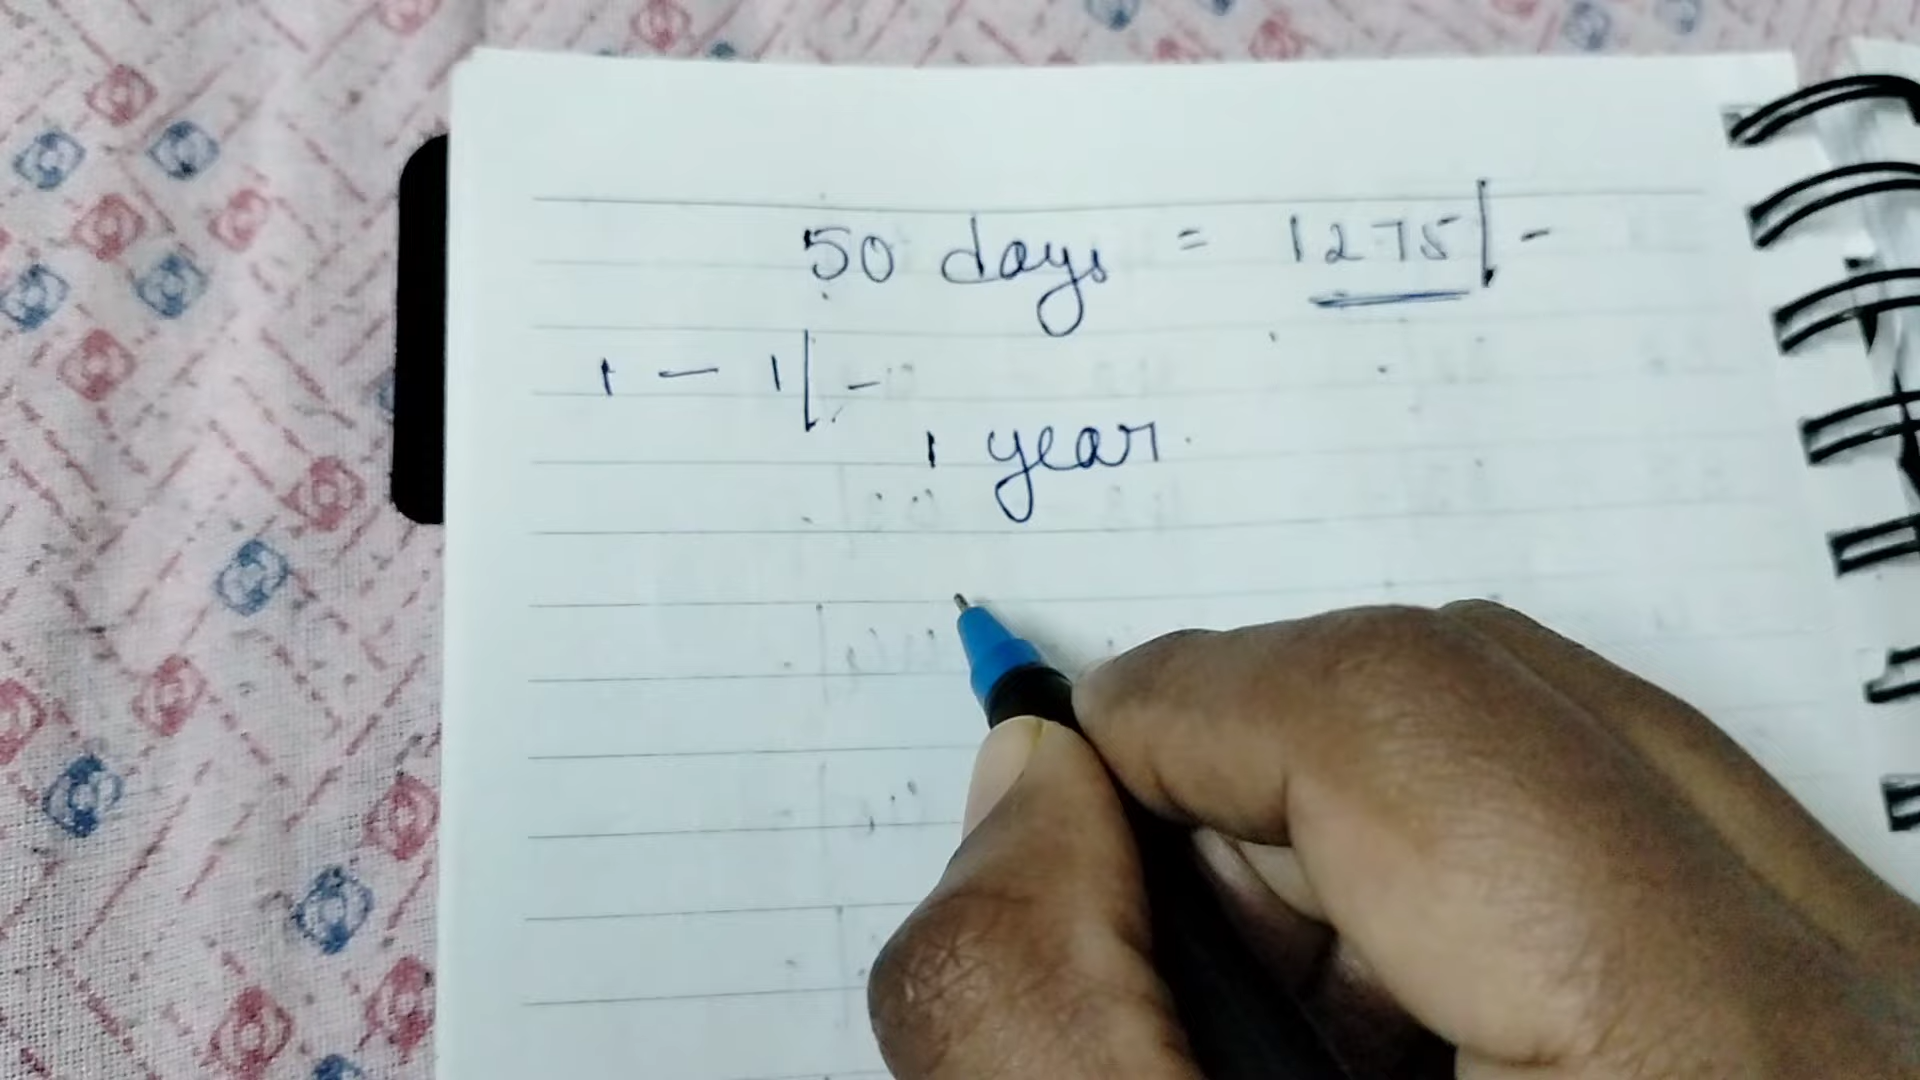 50 days = 1275/-
1 - 1/-
1 year.